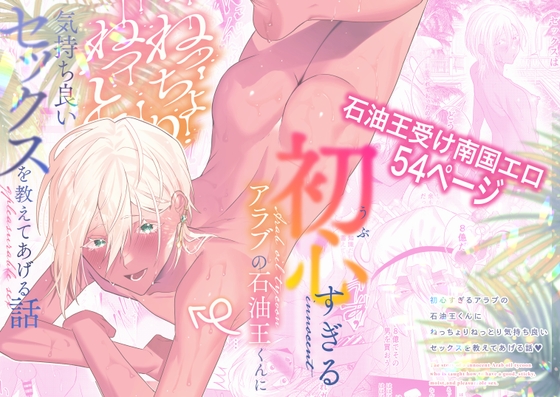 石油王受け南国エロ
54ページ
初心すぎる
うぶ
innocent
アラブの石油王くんに
Arab oil tycoon
ねっちょり
ねっとり
気持ち良い
セックスを教えてあげる話
初心すぎるアラブの
石油王くんに
ねっちょりねっとり気持ち良い
セックスを教えてあげる話♥